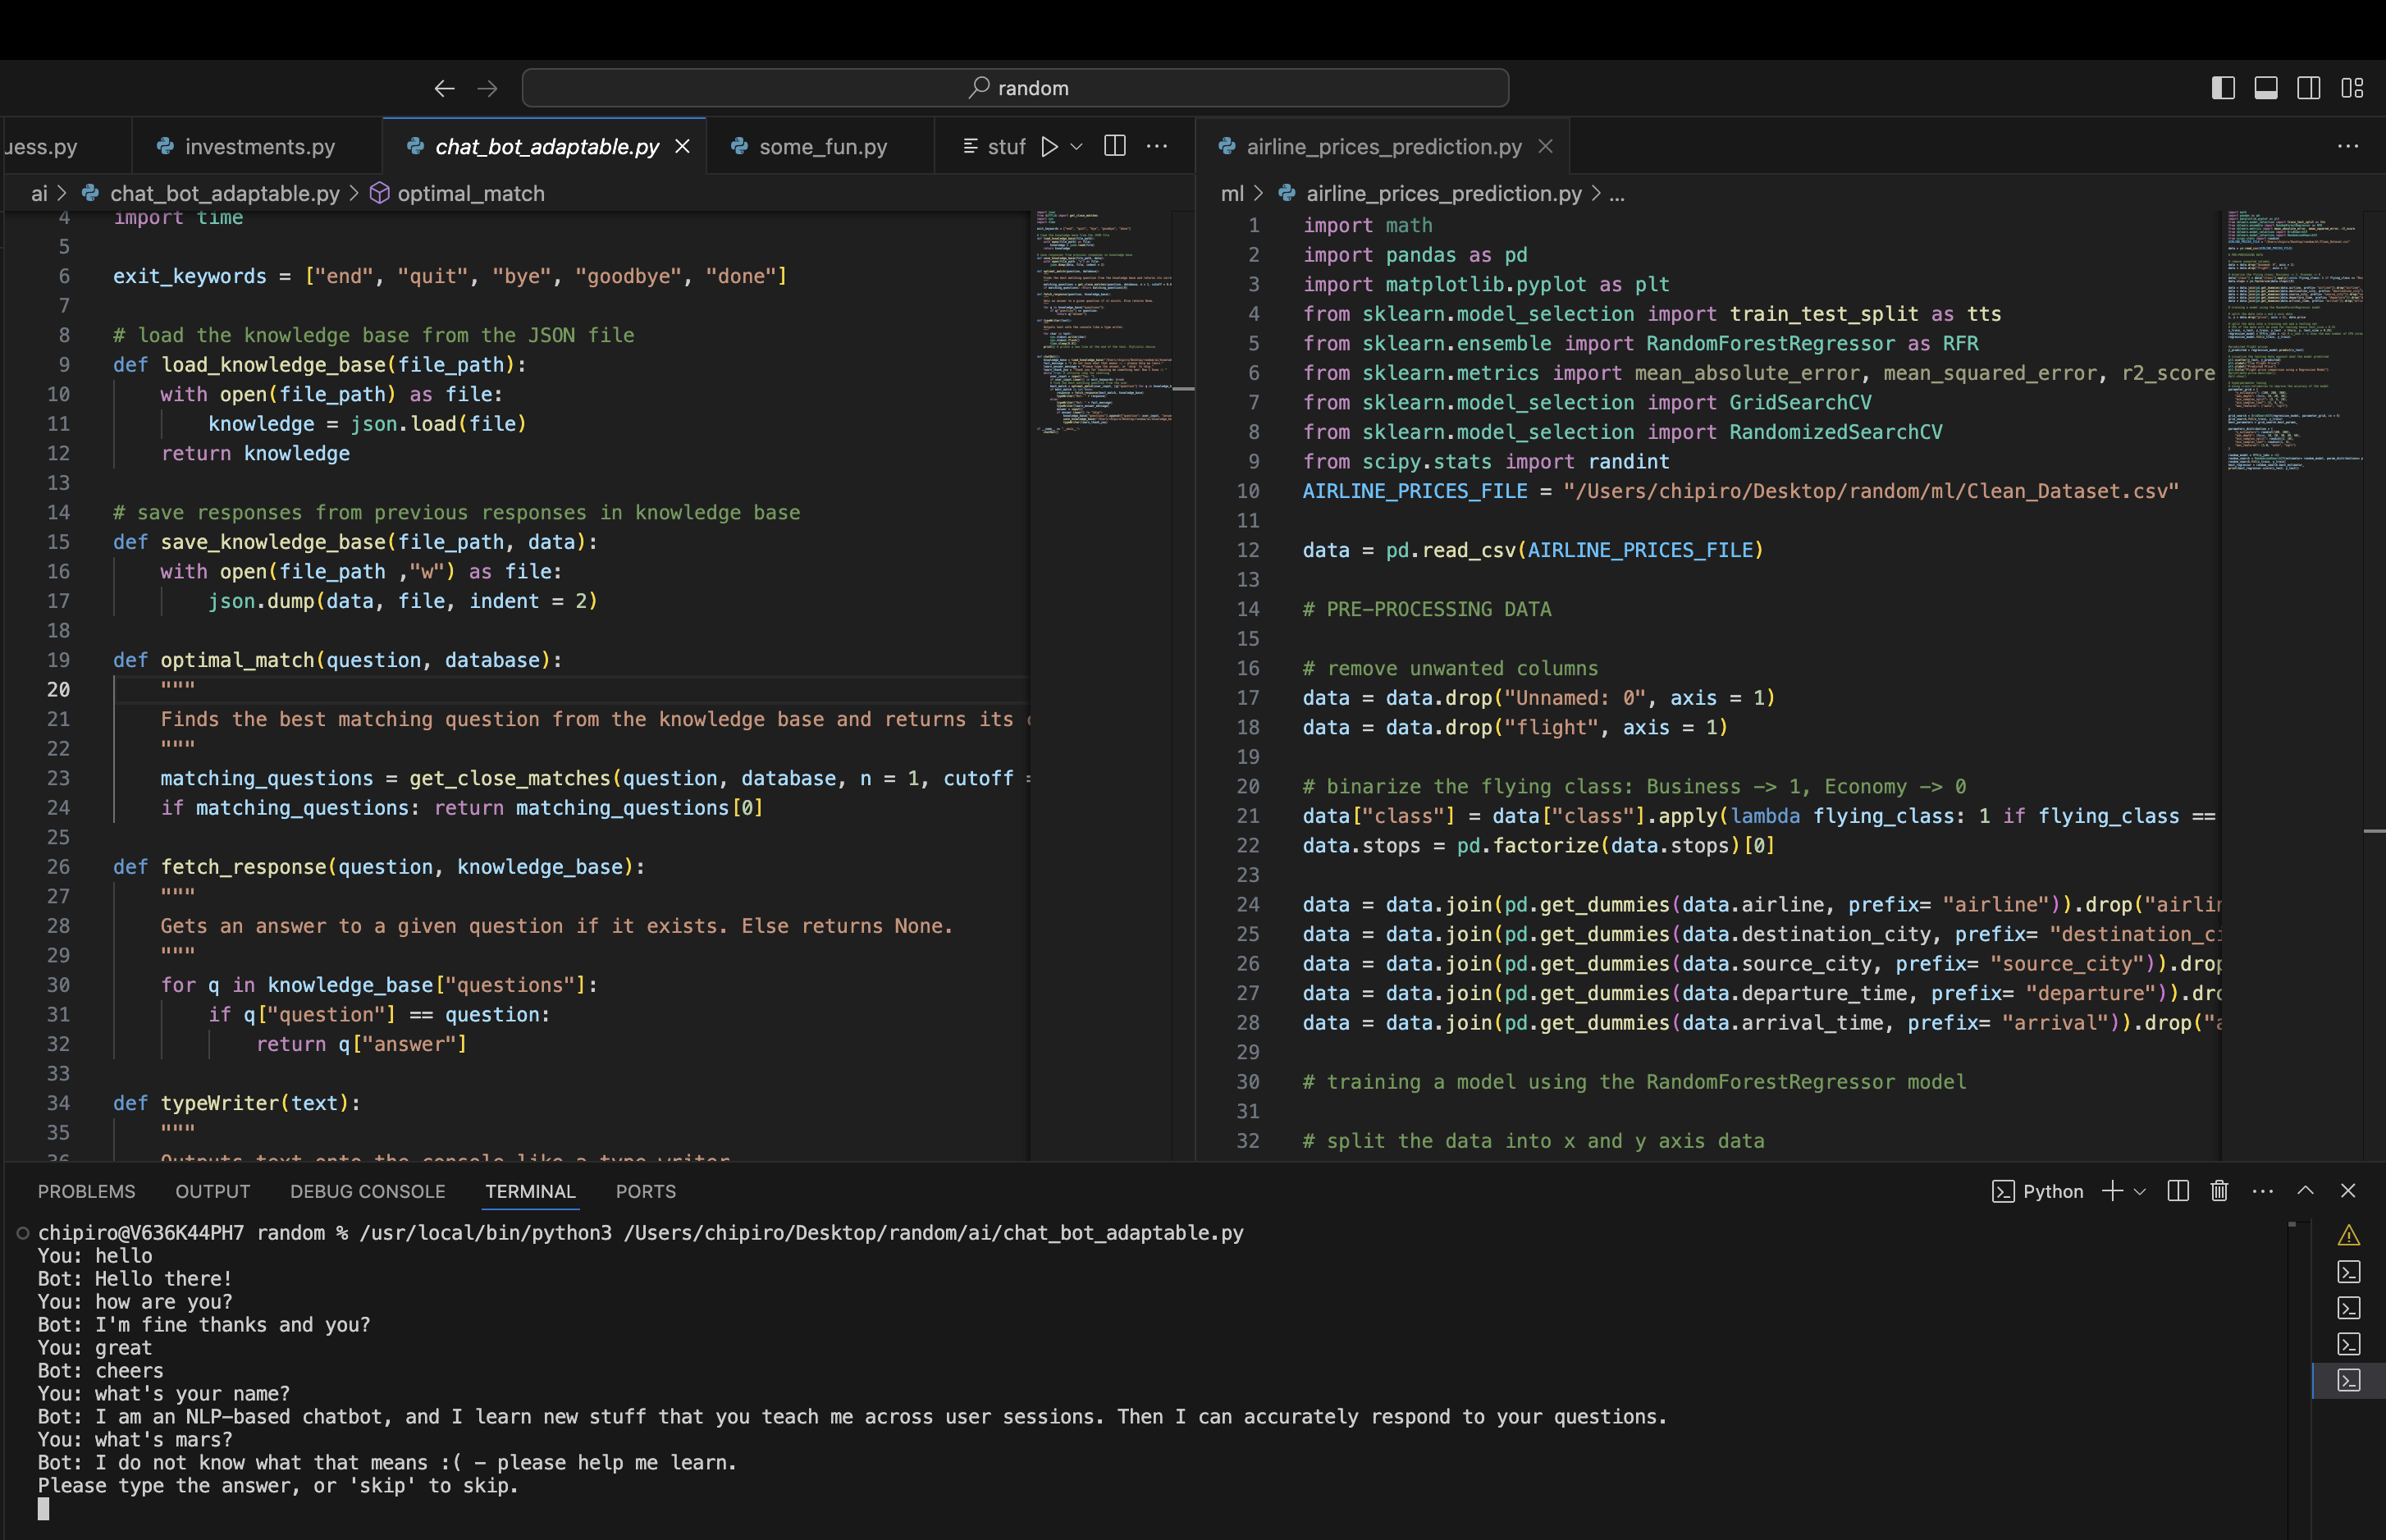 random
uess.py
investments.py
chat_bot_adaptable.py
some_fun.py
stuf
airline_prices_prediction.py
ai > chat_bot_adaptable.py > optimal_match
4 import time
5
6 exit_keywords = ["end", "quit", "bye", "goodbye", "done"]
7
8 # load the knowledge base from the JSON file
9 def load_knowledge_base(file_path):
10 with open(file_path) as file:
11 knowledge = json.load(file)
12 return knowledge
13
14 # save responses from previous responses in knowledge base
15 def save_knowledge_base(file_path, data):
16 with open(file_path ,"w") as file:
17 json.dump(data, file, indent = 2)
18
19 def optimal_match(question, database):
20 """
21 Finds the best matching question from the knowledge base and returns its
22 """
23 matching_questions = get_close_matches(question, database, n = 1, cutoff =
24 if matching_questions: return matching_questions[0]
25
26 def fetch_response(question, knowledge_base):
27 """
28 Gets an answer to a given question if it exists. Else returns None.
29 """
30 for q in knowledge_base["questions"]:
31 if q["question"] == question:
32 return q["answer"]
33
34 def typeWriter(text):
35 """
36 Outputs text onto the console like a type writer
ml > airline_prices_prediction.py > ...
1 import math
2 import pandas as pd
3 import matplotlib.pyplot as plt
4 from sklearn.model_selection import train_test_split as tts
5 from sklearn.ensemble import RandomForestRegressor as RFR
6 from sklearn.metrics import mean_absolute_error, mean_squared_error, r2_score
7 from sklearn.model_selection import GridSearchCV
8 from sklearn.model_selection import RandomizedSearchCV
9 from scipy.stats import randint
10 AIRLINE_PRICES_FILE = "/Users/chipiro/Desktop/random/ml/Clean_Dataset.csv"
11
12 data = pd.read_csv(AIRLINE_PRICES_FILE)
13
14 # PRE-PROCESSING DATA
15
16 # remove unwanted columns
17 data = data.drop("Unnamed: 0", axis = 1)
18 data = data.drop("flight", axis = 1)
19
20 # binarize the flying class: Business -> 1, Economy -> 0
21 data["class"] = data["class"].apply(lambda flying_class: 1 if flying_class ==
22 data.stops = pd.factorize(data.stops)[0]
23
24 data = data.join(pd.get_dummies(data.airline, prefix= "airline")).drop("airlin
25 data = data.join(pd.get_dummies(data.destination_city, prefix= "destination_ci
26 data = data.join(pd.get_dummies(data.source_city, prefix= "source_city")).drop
27 data = data.join(pd.get_dummies(data.departure_time, prefix= "departure")).dro
28 data = data.join(pd.get_dummies(data.arrival_time, prefix= "arrival")).drop("a
29
30 # training a model using the RandomForestRegressor model
31
32 # split the data into x and y axis data
PROBLEMS OUTPUT DEBUG CONSOLE TERMINAL PORTS
Python
chipiro@V636K44PH7 random % /usr/local/bin/python3 /Users/chipiro/Desktop/random/ai/chat_bot_adaptable.py
You: hello
Bot: Hello there!
You: how are you?
Bot: I'm fine thanks and you?
You: great
Bot: cheers
You: what's your name?
Bot: I am an NLP-based chatbot, and I learn new stuff that you teach me across user sessions. Then I can accurately respond to your questions.
You: what's mars?
Bot: I do not know what that means :( - please help me learn.
Please type the answer, or 'skip' to skip.